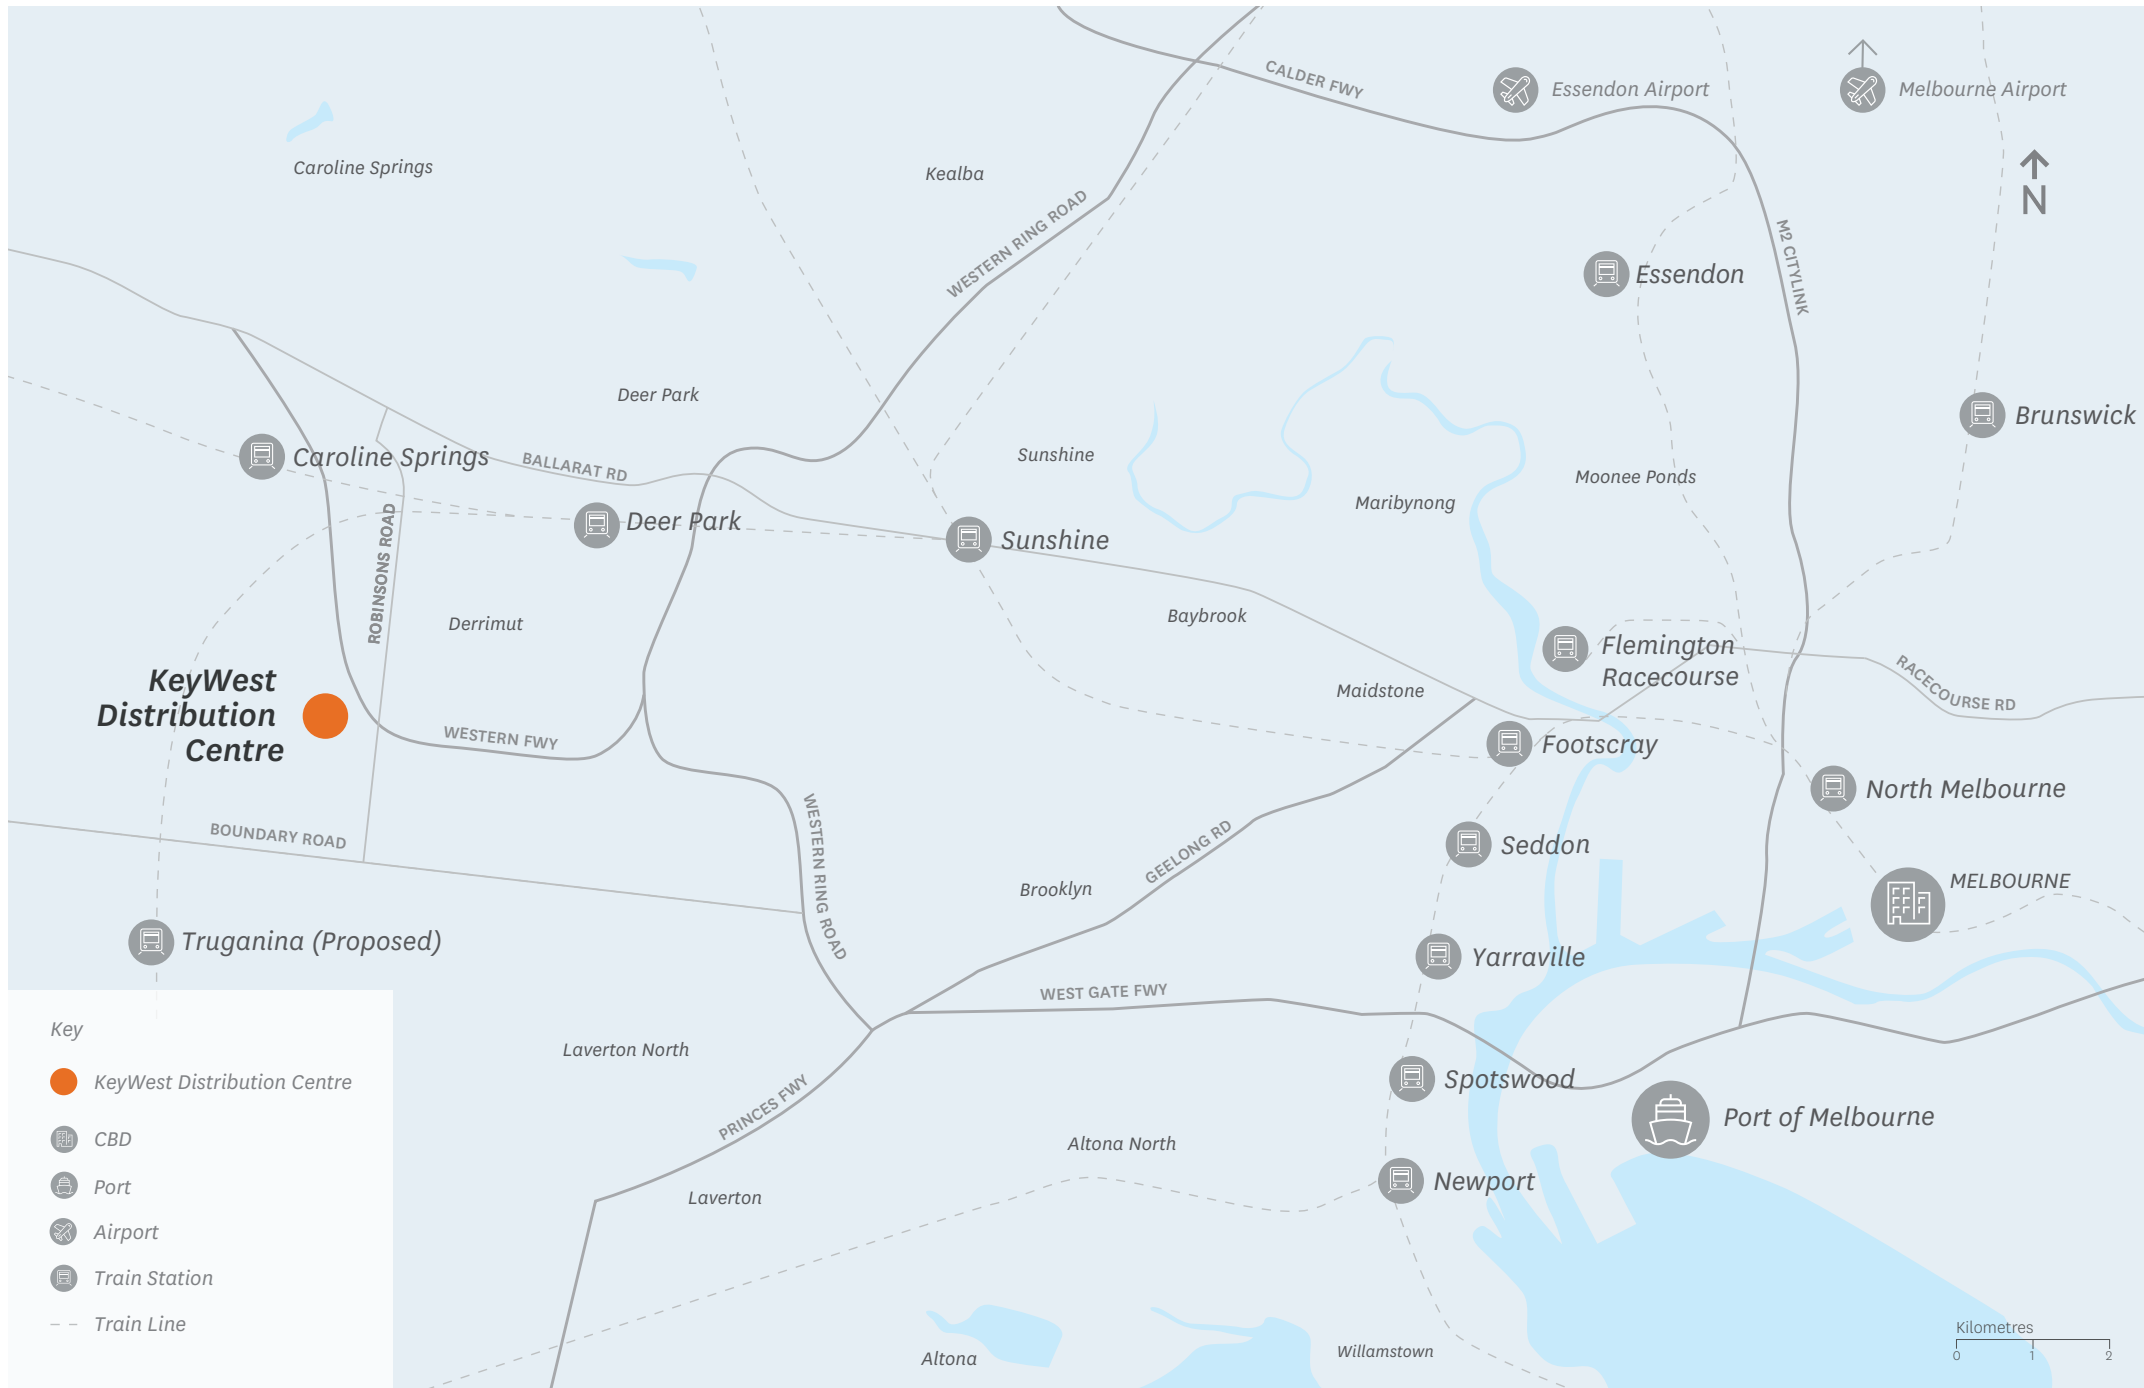 CALDER FWY
Essendon Airport
Melbourne Airport
Caroline Springs
Kealba
N
WESTERN RING ROAD
M2 CITYLINK
Essendon
Deer Park
Brunswick
Caroline Springs
BALLARAT RD
Sunshine
Moonee Ponds
Maribynong
Deer Park
Sunshine
ROBINSONS ROAD
Derrimut
Baybrook
Flemington
Racecourse
KeyWest
Distribution
Centre
Maidstone
RACECOURSE RD
WESTERN FWY
Footscray
North Melbourne
BOUNDARY ROAD
WESTERN RING ROAD
GEELONG RD
Seddon
Brooklyn
MELBOURNE
Truganina (Proposed)
Yarraville
WEST GATE FWY
Laverton North
Spotswood
PRINCES FWY
Port of Melbourne
Altona North
Laverton
Newport
Altona
Willamstown
Key
KeyWest Distribution Centre
CBD
Port
Airport
Train Station
Train Line
Kilometres
0 1 2